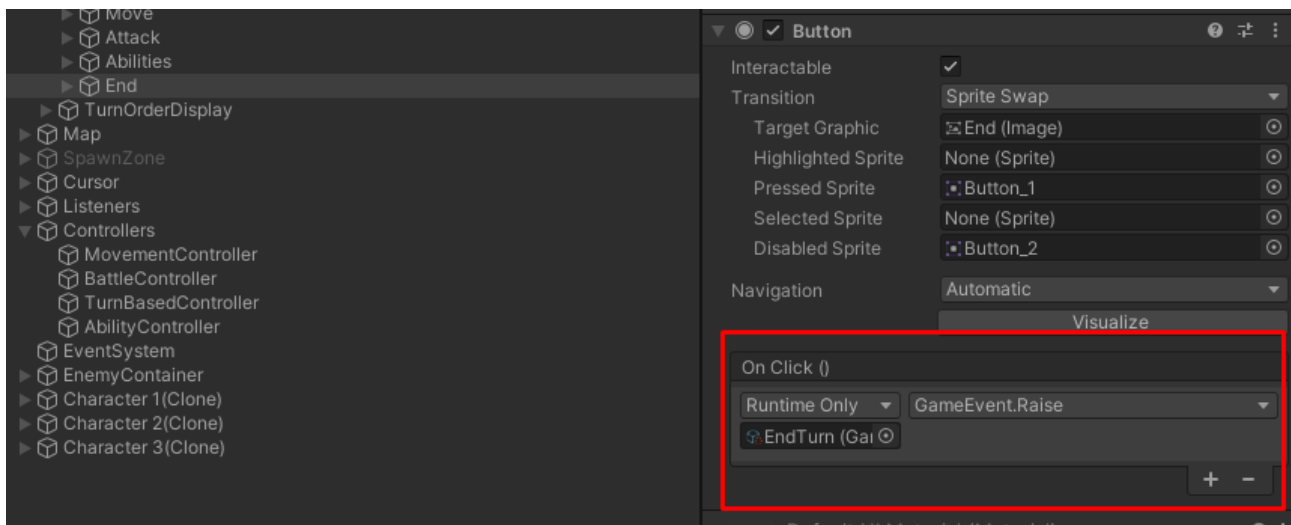 Move
Attack
Abilities
End
TurnOrderDisplay
Map
SpawnZone
Cursor
Listeners
Controllers
MovementController
BattleController
TurnBasedController
AbilityController
EventSystem
EnemyContainer
Character 1(Clone)
Character 2(Clone)
Character 3(Clone)
Button
Interactable
Transition Sprite Swap
Target Graphic End (Image)
Highlighted Sprite None (Sprite)
Pressed Sprite Button_1
Selected Sprite None (Sprite)
Disabled Sprite Button_2
Navigation Automatic
Visualize
On Click ()
Runtime Only GameEvent.Raise
EndTurn (Gai
+ -